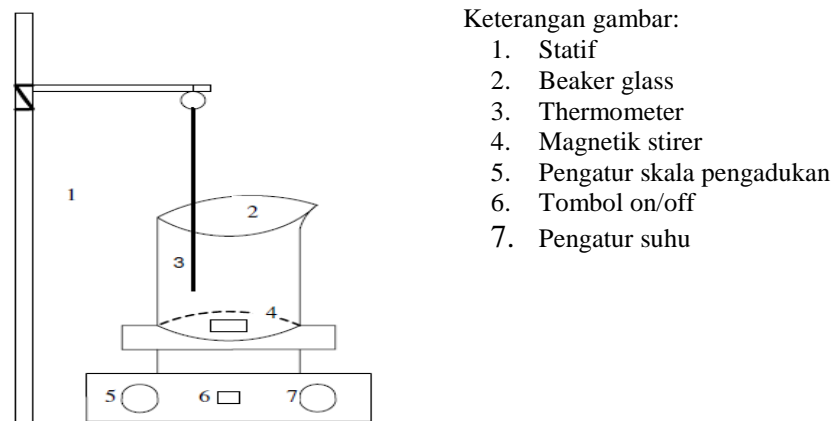 Keterangan gambar:
1. Statif
2. Beaker glass
3. Thermometer
4. Magnetik stirer
5. Pengatur skala pengadukan
6. Tombol on/off
7. Pengatur suhu
1
2
3
4
5
6
7